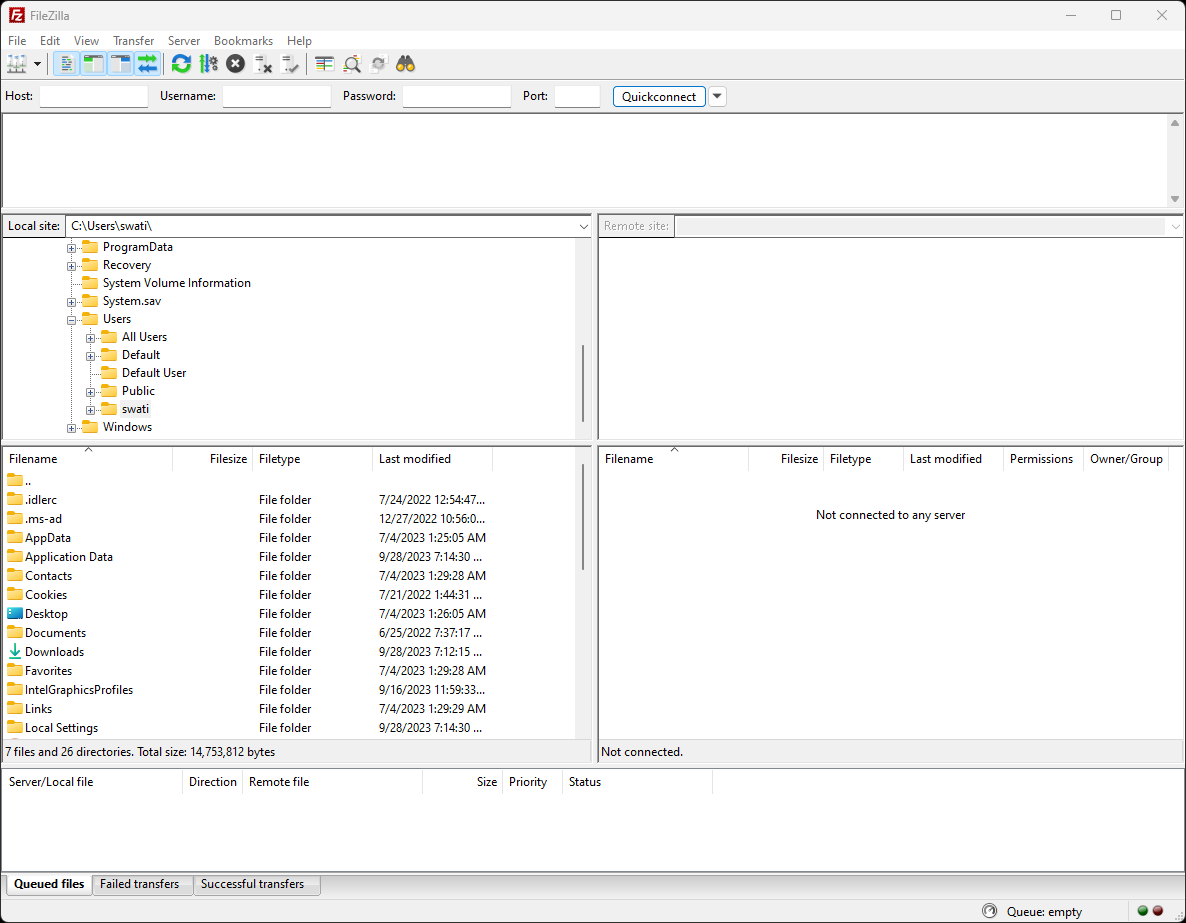 FileZilla
File Edit View Transfer Server Bookmarks Help
Host: Username: Password: Port: Quickconnect
Local site: C:\Users\swati\
Remote site:
ProgramData
Recovery
System Volume Information
System.sav
Users
All Users
Default
Default User
Public
swati
Windows
Filename Filesize Filetype Last modified
..
.idlerc File folder 7/24/2022 12:54:47...
.ms-ad File folder 12/27/2022 10:56:0...
AppData File folder 7/4/2023 1:25:05 AM
Application Data File folder 9/28/2023 7:14:30 ...
Contacts File folder 7/4/2023 1:29:28 AM
Cookies File folder 7/21/2022 1:44:31 ...
Desktop File folder 7/4/2023 1:26:05 AM
Documents File folder 6/25/2022 7:37:17 ...
Downloads File folder 9/28/2023 7:12:15 ...
Favorites File folder 7/4/2023 1:29:28 AM
IntelGraphicsProfiles File folder 9/16/2023 11:59:33...
Links File folder 7/4/2023 1:29:29 AM
Local Settings File folder 9/28/2023 7:14:30 ...
7 files and 26 directories. Total size: 14,753,812 bytes
Filename Filesize Filetype Last modified Permissions Owner/Group
Not connected to any server
Not connected.
Server/Local file Direction Remote file Size Priority Status
Queued files Failed transfers Successful transfers
Queue: empty